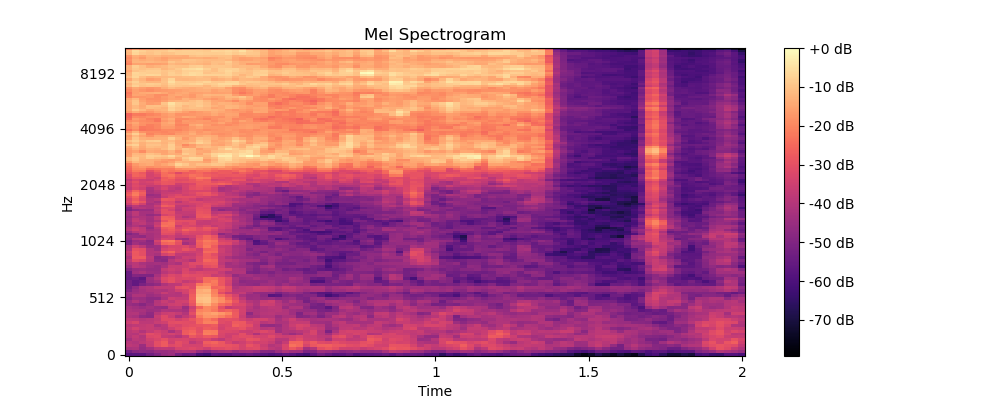 Mel Spectrogram
Hz
8192
4096
2048
1024
512
0
0
0.5
1
1.5
2
Time
+0 dB
-10 dB
-20 dB
-30 dB
-40 dB
-50 dB
-60 dB
-70 dB